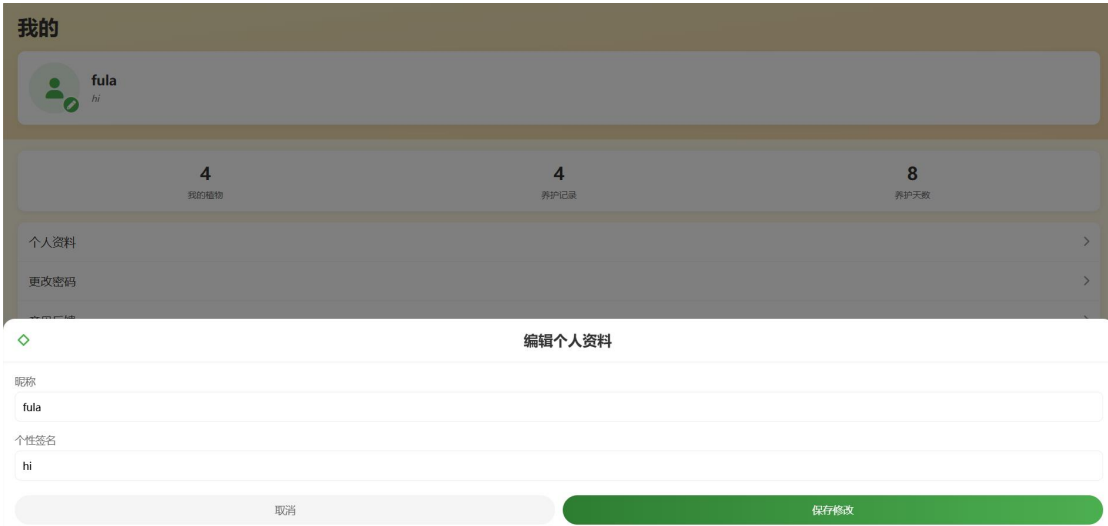 我的
fula
hi
4
我的植物
4
养护记录
8
养护天数
个人资料
更改密码
编辑个人资料
昵称
fula
个性签名
hi
取消
保存修改